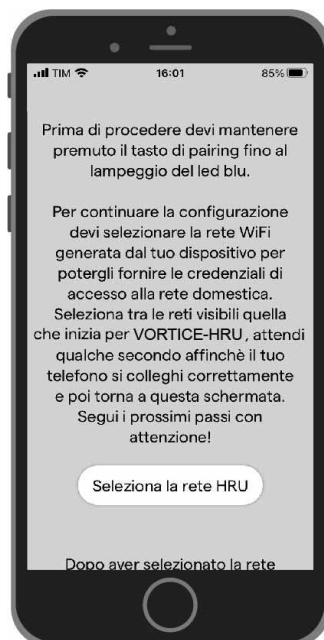 TIM
16:01
85%
Prima di procedere devi mantenere
premuto il tasto di pairing fino al
lampeggio del led blu.
Per continuare la configurazione
devi selezionare la rete WiFi
generata dal tuo dispositivo per
potergli fornire le credenziali di
accesso alla rete domestica.
Seleziona tra le reti visibili quella
che inizia per VORTICE-HRU, attendi
qualche secondo affinchè il tuo
telefono si colleghi correttamente
e poi torna a questa schermata.
Segui i prossimi passi con
attenzione!
Seleziona la rete HRU
Dopo aver selezionato la rete